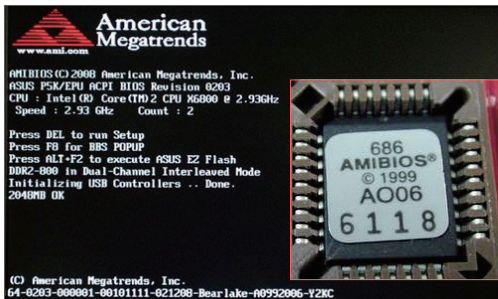 American
Megatrends
www.ami.com
AMIBIOS(C)2008 American Megatrends, Inc.
ASUS P5K/EPU ACPI BIOS Revision 0203
CPU : Intel(R) Core(TM)2 CPU X6800 @ 2.93GHz
Speed : 2.93 GHz Count : 2
Press DEL to run Setup
Press F8 for BBS POPUP
Press ALT+F2 to execute ASUS EZ Flash
DDR2-800 in Dual-Channel Interleaved Mode
Initializing USB Controllers .. Done.
2048MB OK
(C) American Megatrends, Inc.
64-0203-000001-00101111-021208-Bearlake-A0992006-Y2KC
686
AMIBIOS®
© 1999
AO06
6118